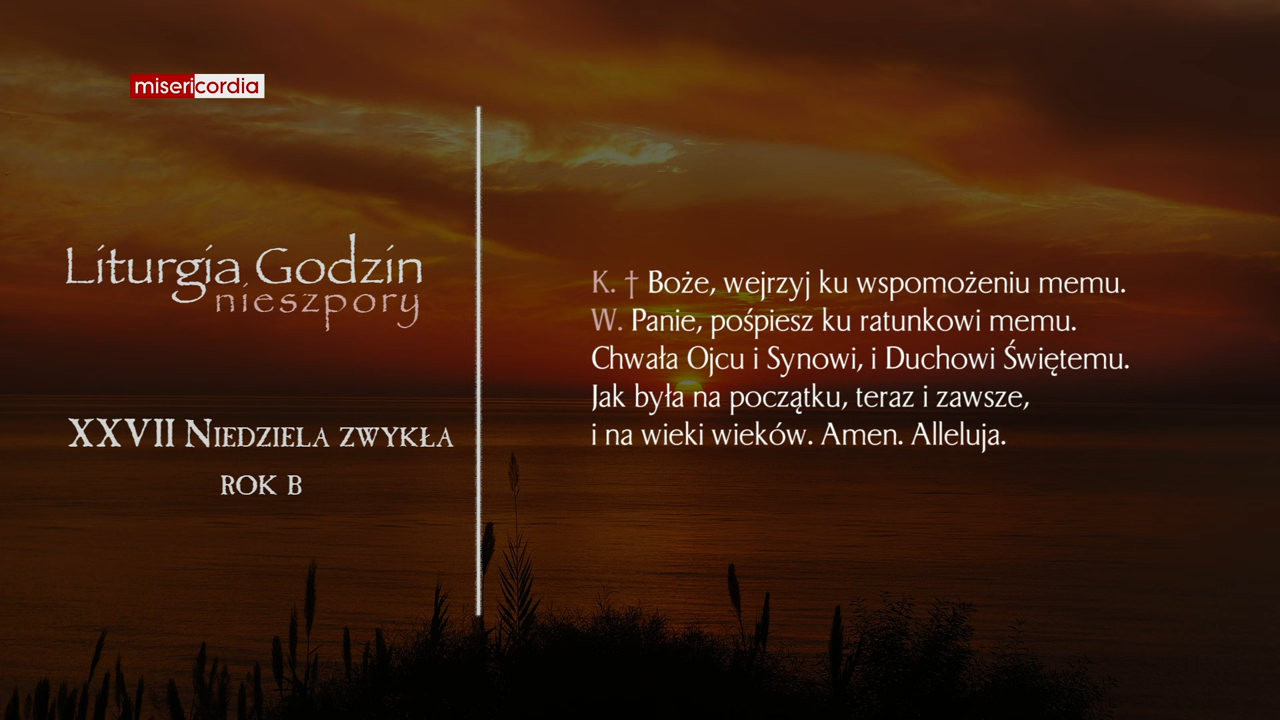 misericordia
Liturgia Godzin
nieszpory
XXVII Niedziela zwykła
rok B
K. † Boże, wejrzyj ku wspomożeniu memu.
W. Panie, pośpiesz ku ratunkowi memu.
Chwała Ojcu i Synowi, i Duchowi Świętemu.
Jak była na początku, teraz i zawsze,
i na wieki wieków. Amen. Alleluja.